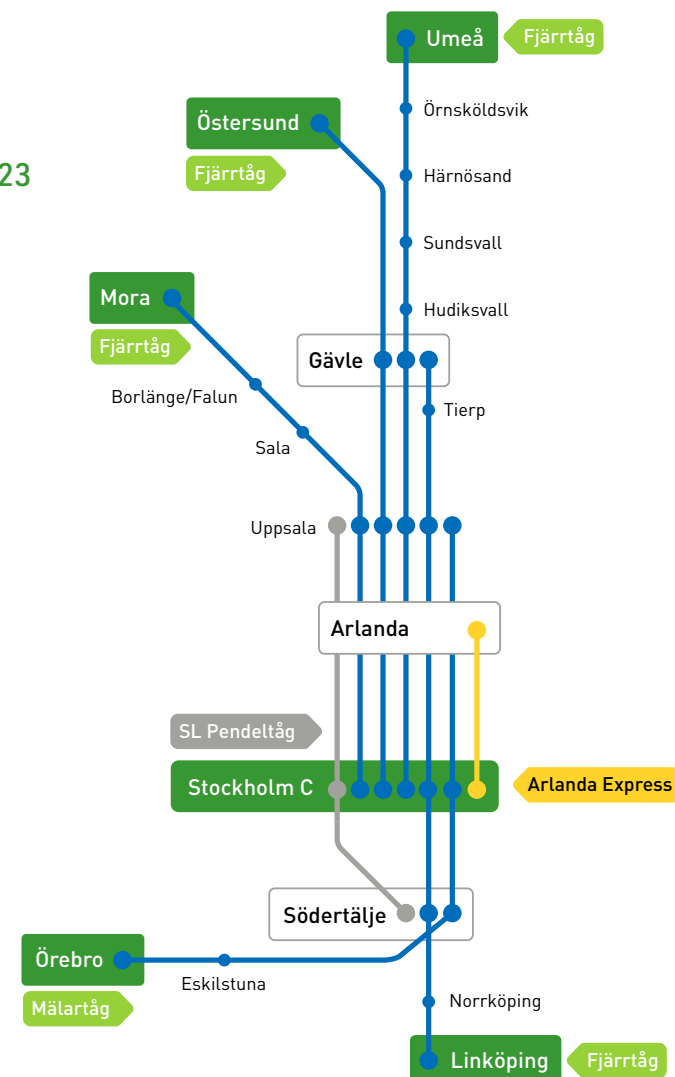 Umeå
Fjärrtåg
Örnsköldsvik
Östersund
Fjärrtåg
23
Härnösand
Sundsvall
Mora
Hudiksvall
Fjärrtåg
Gävle
Borlänge/Falun
Tierp
Sala
Uppsala
Arlanda
SL Pendeltåg
Stockholm C
Arlanda Express
Södertälje
Örebro
Eskilstuna
Mälartåg
Norrköping
Linköping
Fjärrtåg